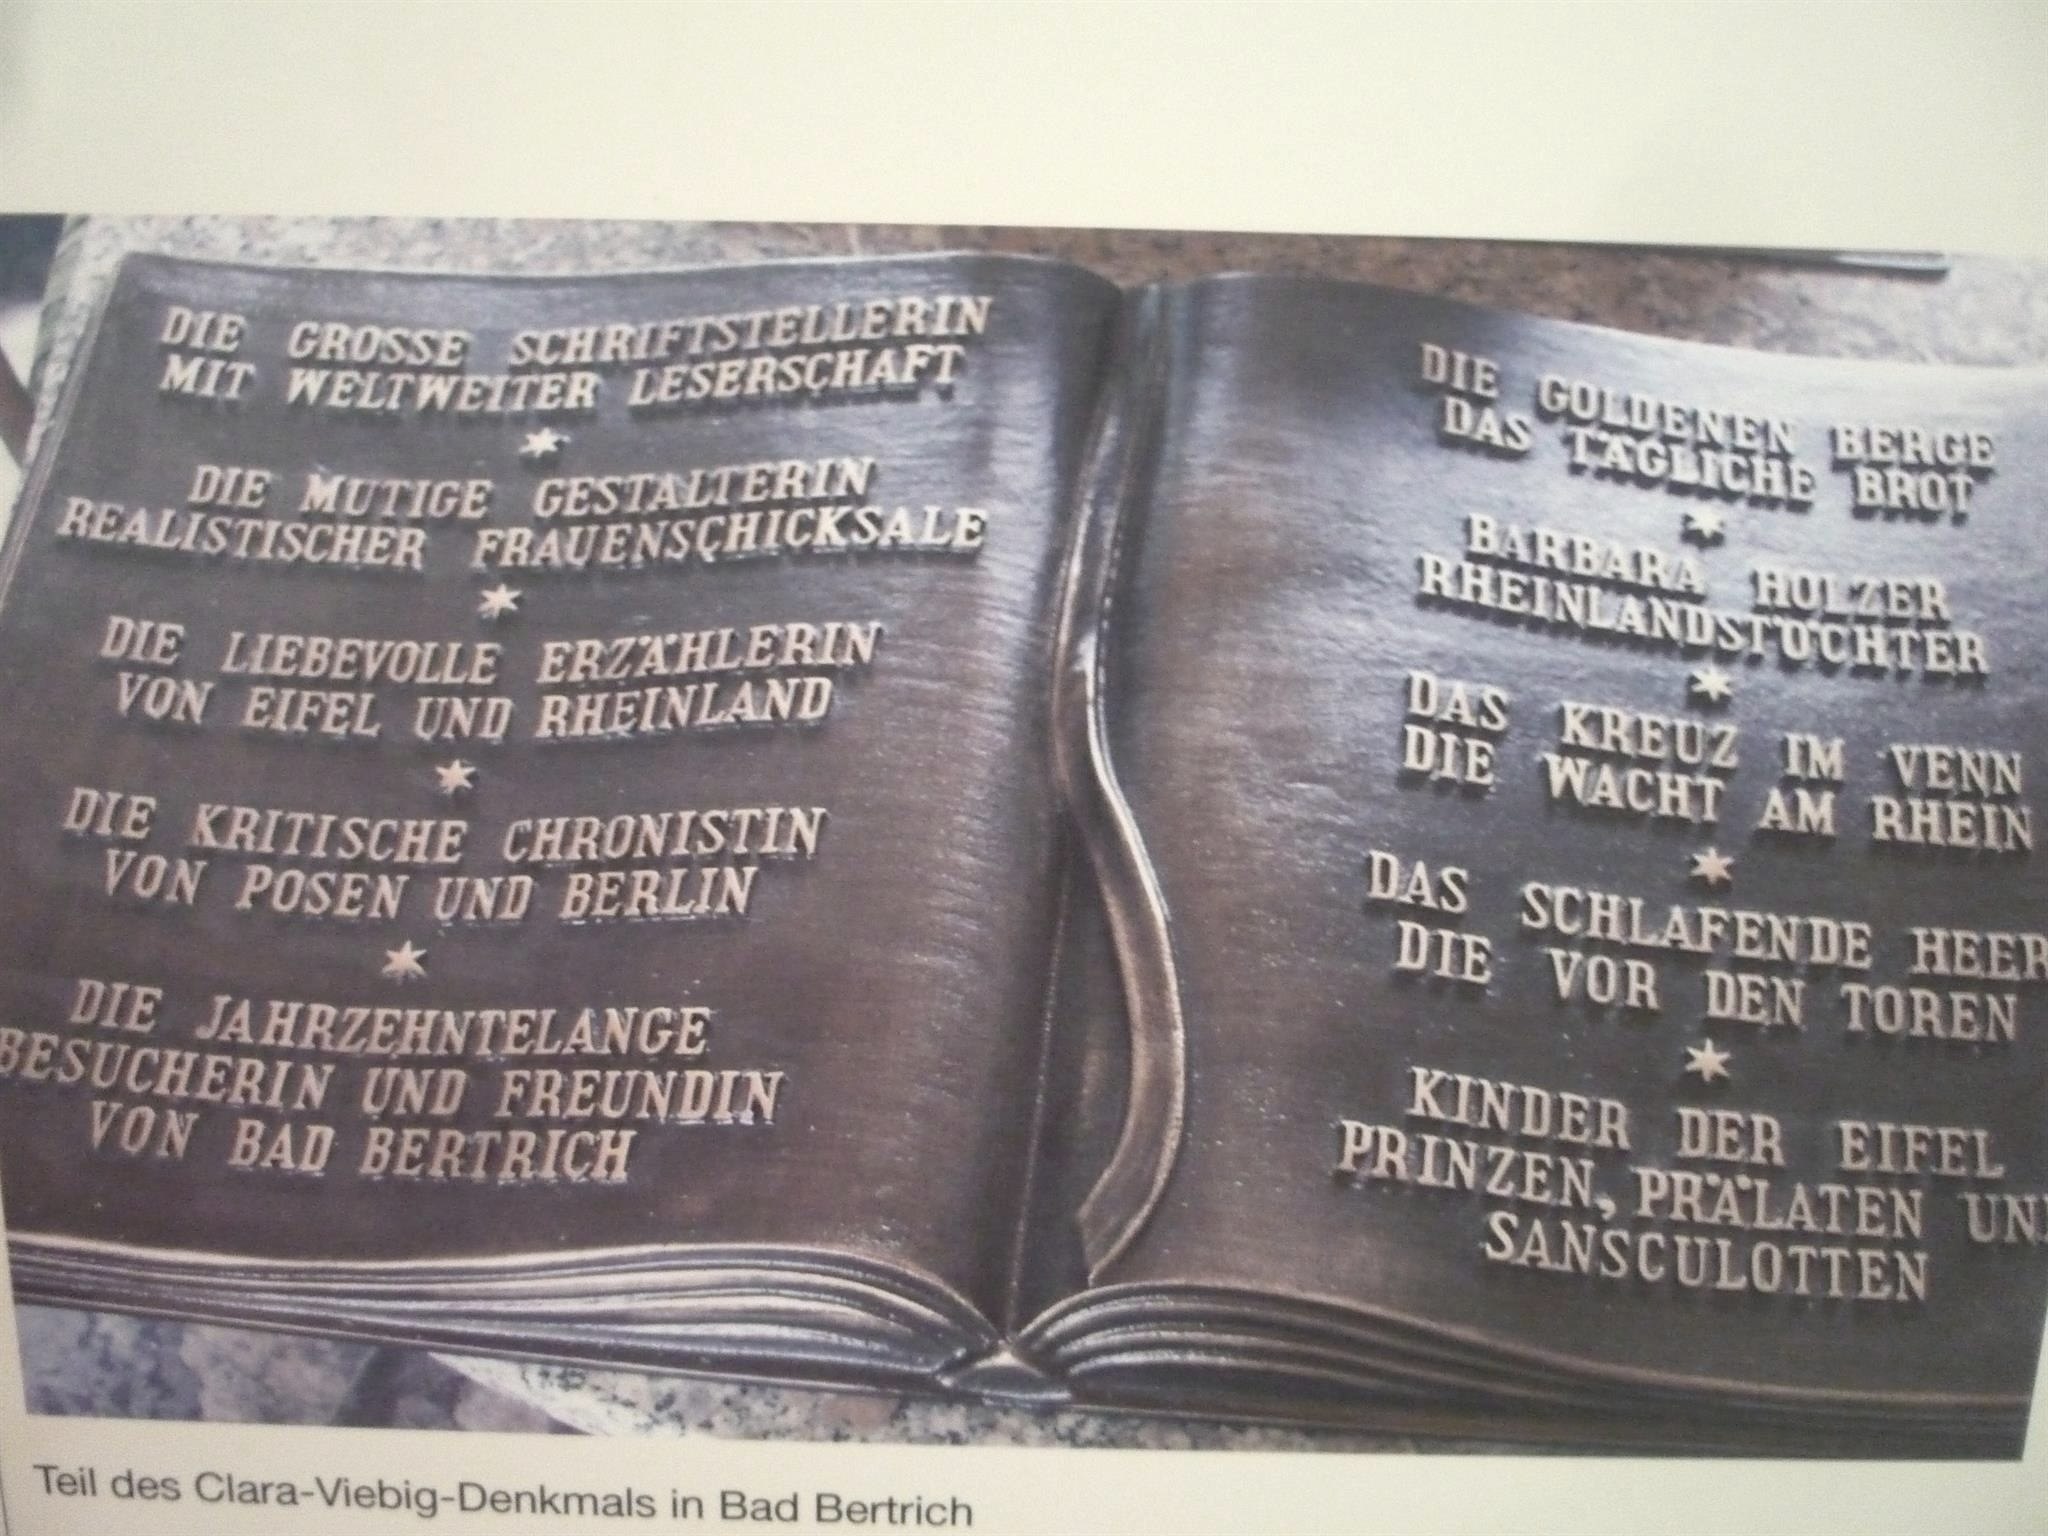 DIE GROSSE SCHRIFTSTELLERIN
MIT WELTWEITER LESERSCHAFT
DIE MUTIGE GESTALTERIN
REALISTISCHER FRAUENSCHICKSALE
DIE LIEBEVOLLE ERZÄHLERIN
VON EIFEL UND RHEINLAND
DIE KRITISCHE CHRONISTIN
VON POSEN UND BERLIN
DIE JAHRZEHNTELANGE
BESUCHERIN UND FREUNDIN
VON BAD BERTRICH
DIE GOLDENEN BERGE
DAS TÄGLICHE BROT
BARBARA HOLZER
RHEINLANDSTÖCHTER
DAS KREUZ IM VENN
DIE WACHT AM RHEIN
DAS SCHLAFENDE HEER
DIE VOR DEN TOREN
KINDER DER EIFEL
PRINZEN, PRÄLATEN UN
SANSCULOTTEN
Teil des Clara-Viebig-Denkmals in Bad Bertrich